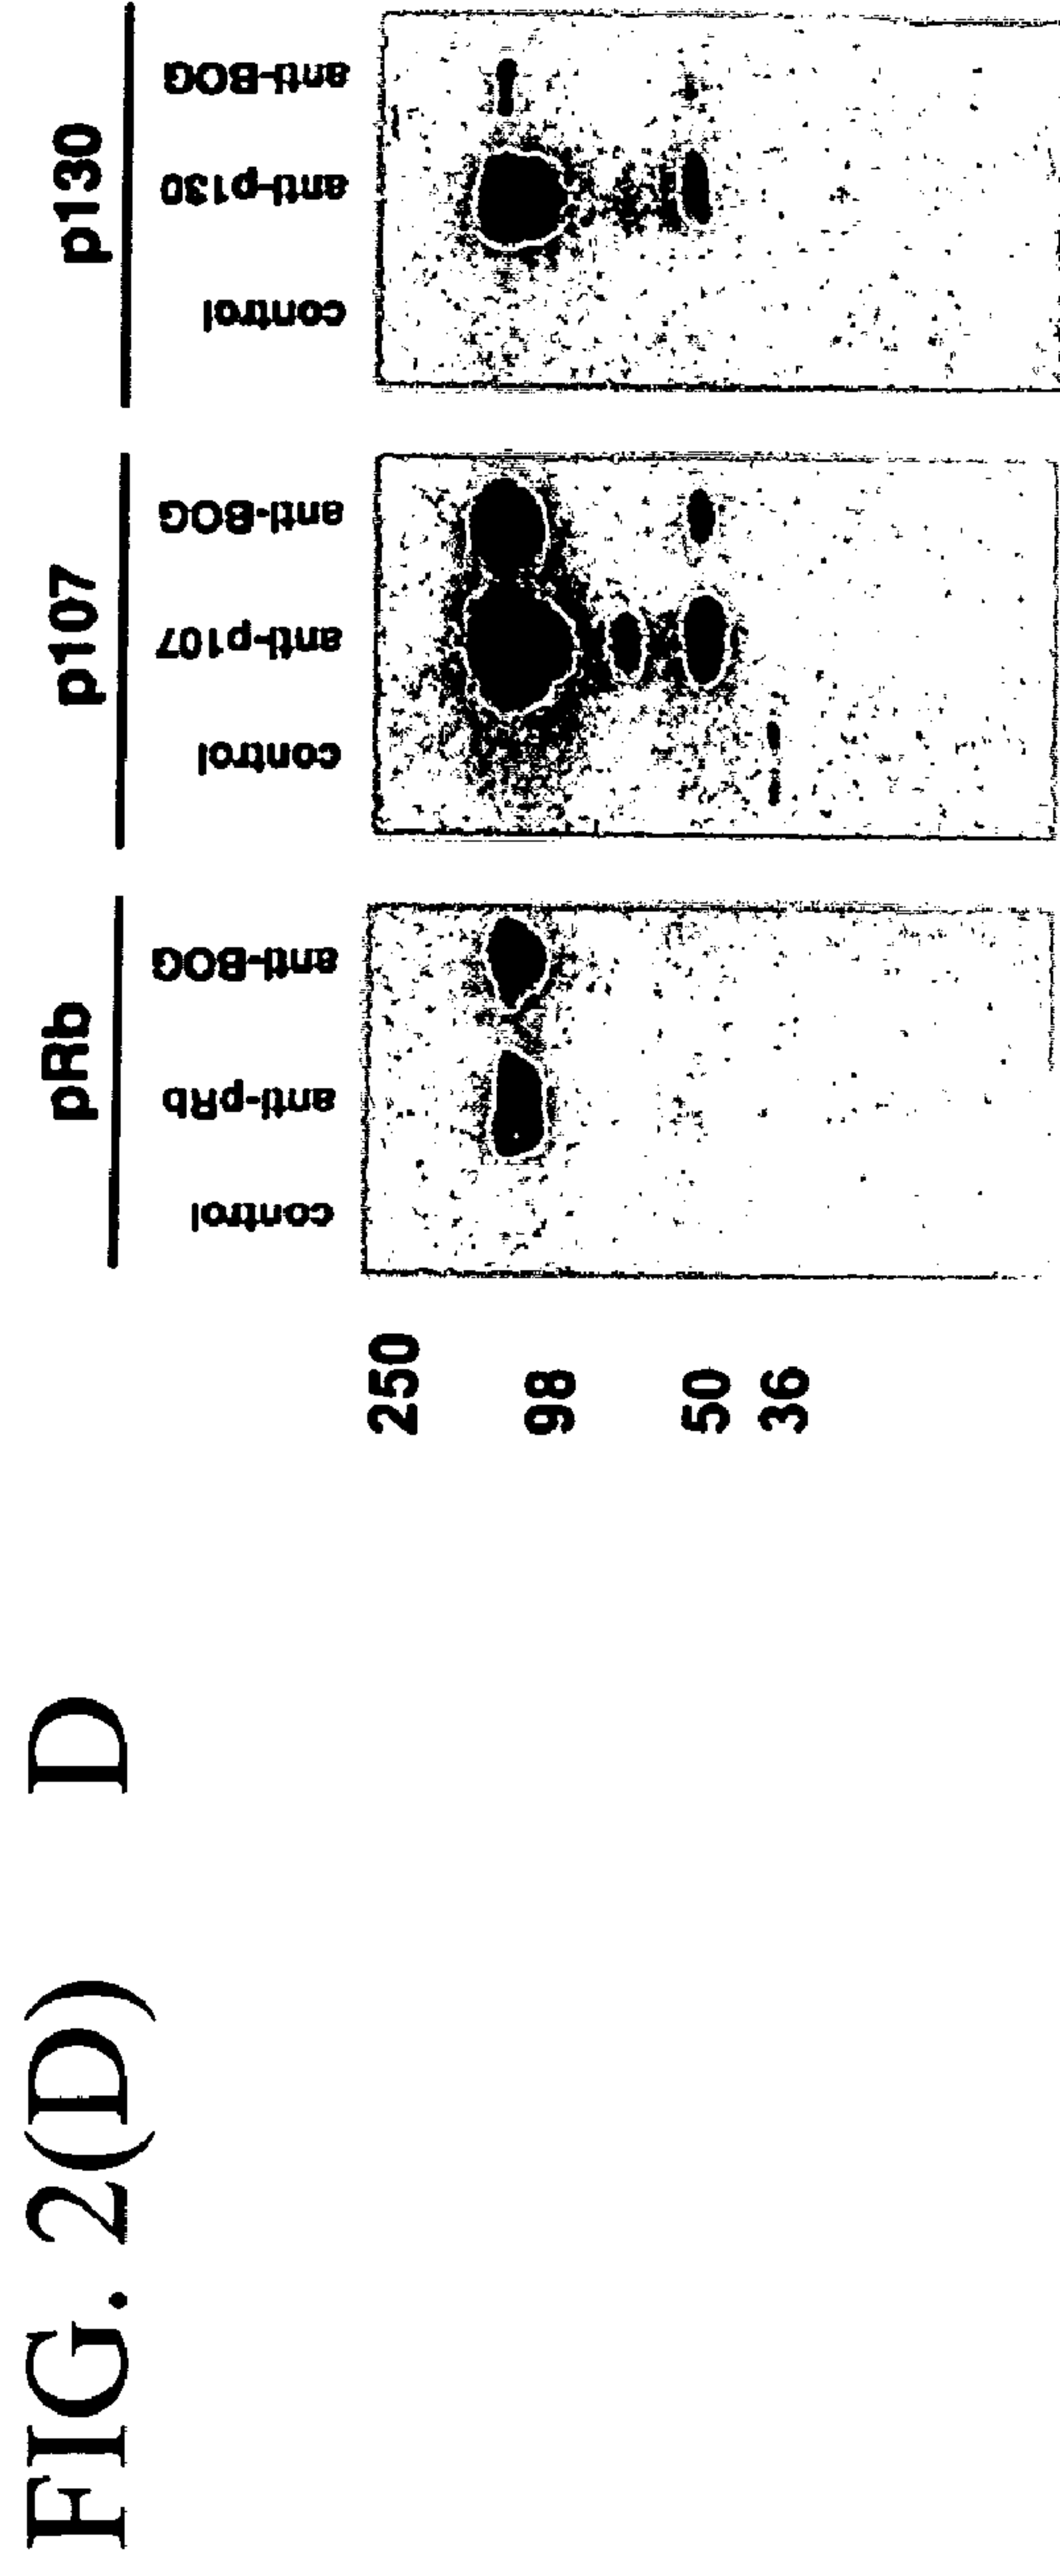 FIG. 2(D)
D
pRb
p107
p130
control
anti-pRb
anti-BOG
control
anti-p107
anti-BOG
control
anti-p130
anti-BOG
250
98
50
36